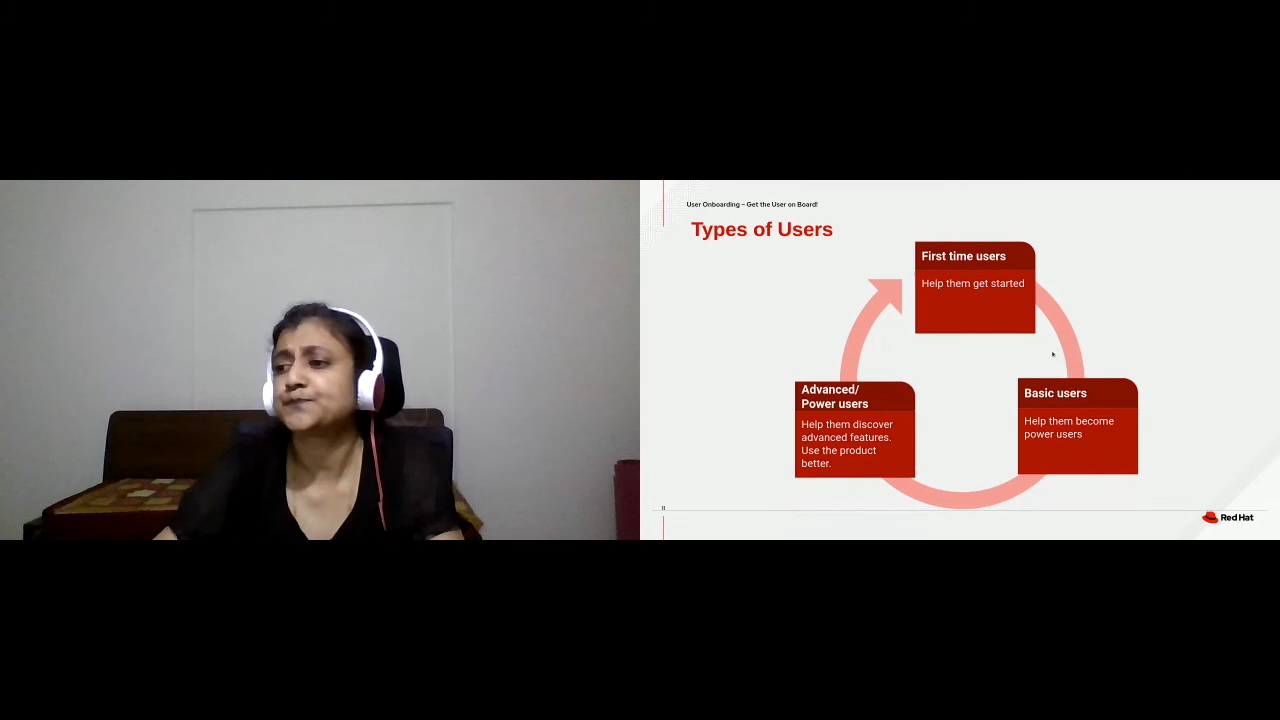 User Onboarding – Get the User on Board!
Types of Users
First time users
Help them get started
Advanced/
Power users
Help them discover
advanced features.
Use the product
better.
Basic users
Help them become
power users
11
Red Hat